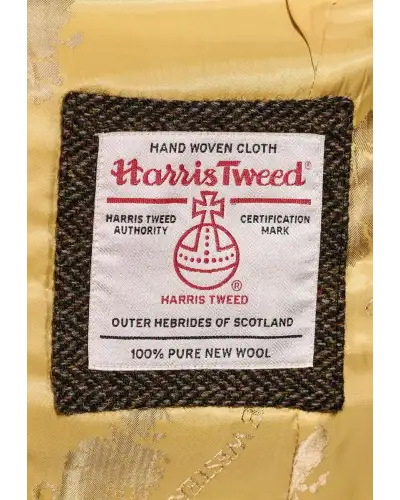 HAND WOVEN CLOTH
Harris Tweed®
HARRIS TWEED AUTHORITY
CERTIFICATION MARK
®
HARRIS TWEED
OUTER HEBRIDES OF SCOTLAND
100% PURE NEW WOOL